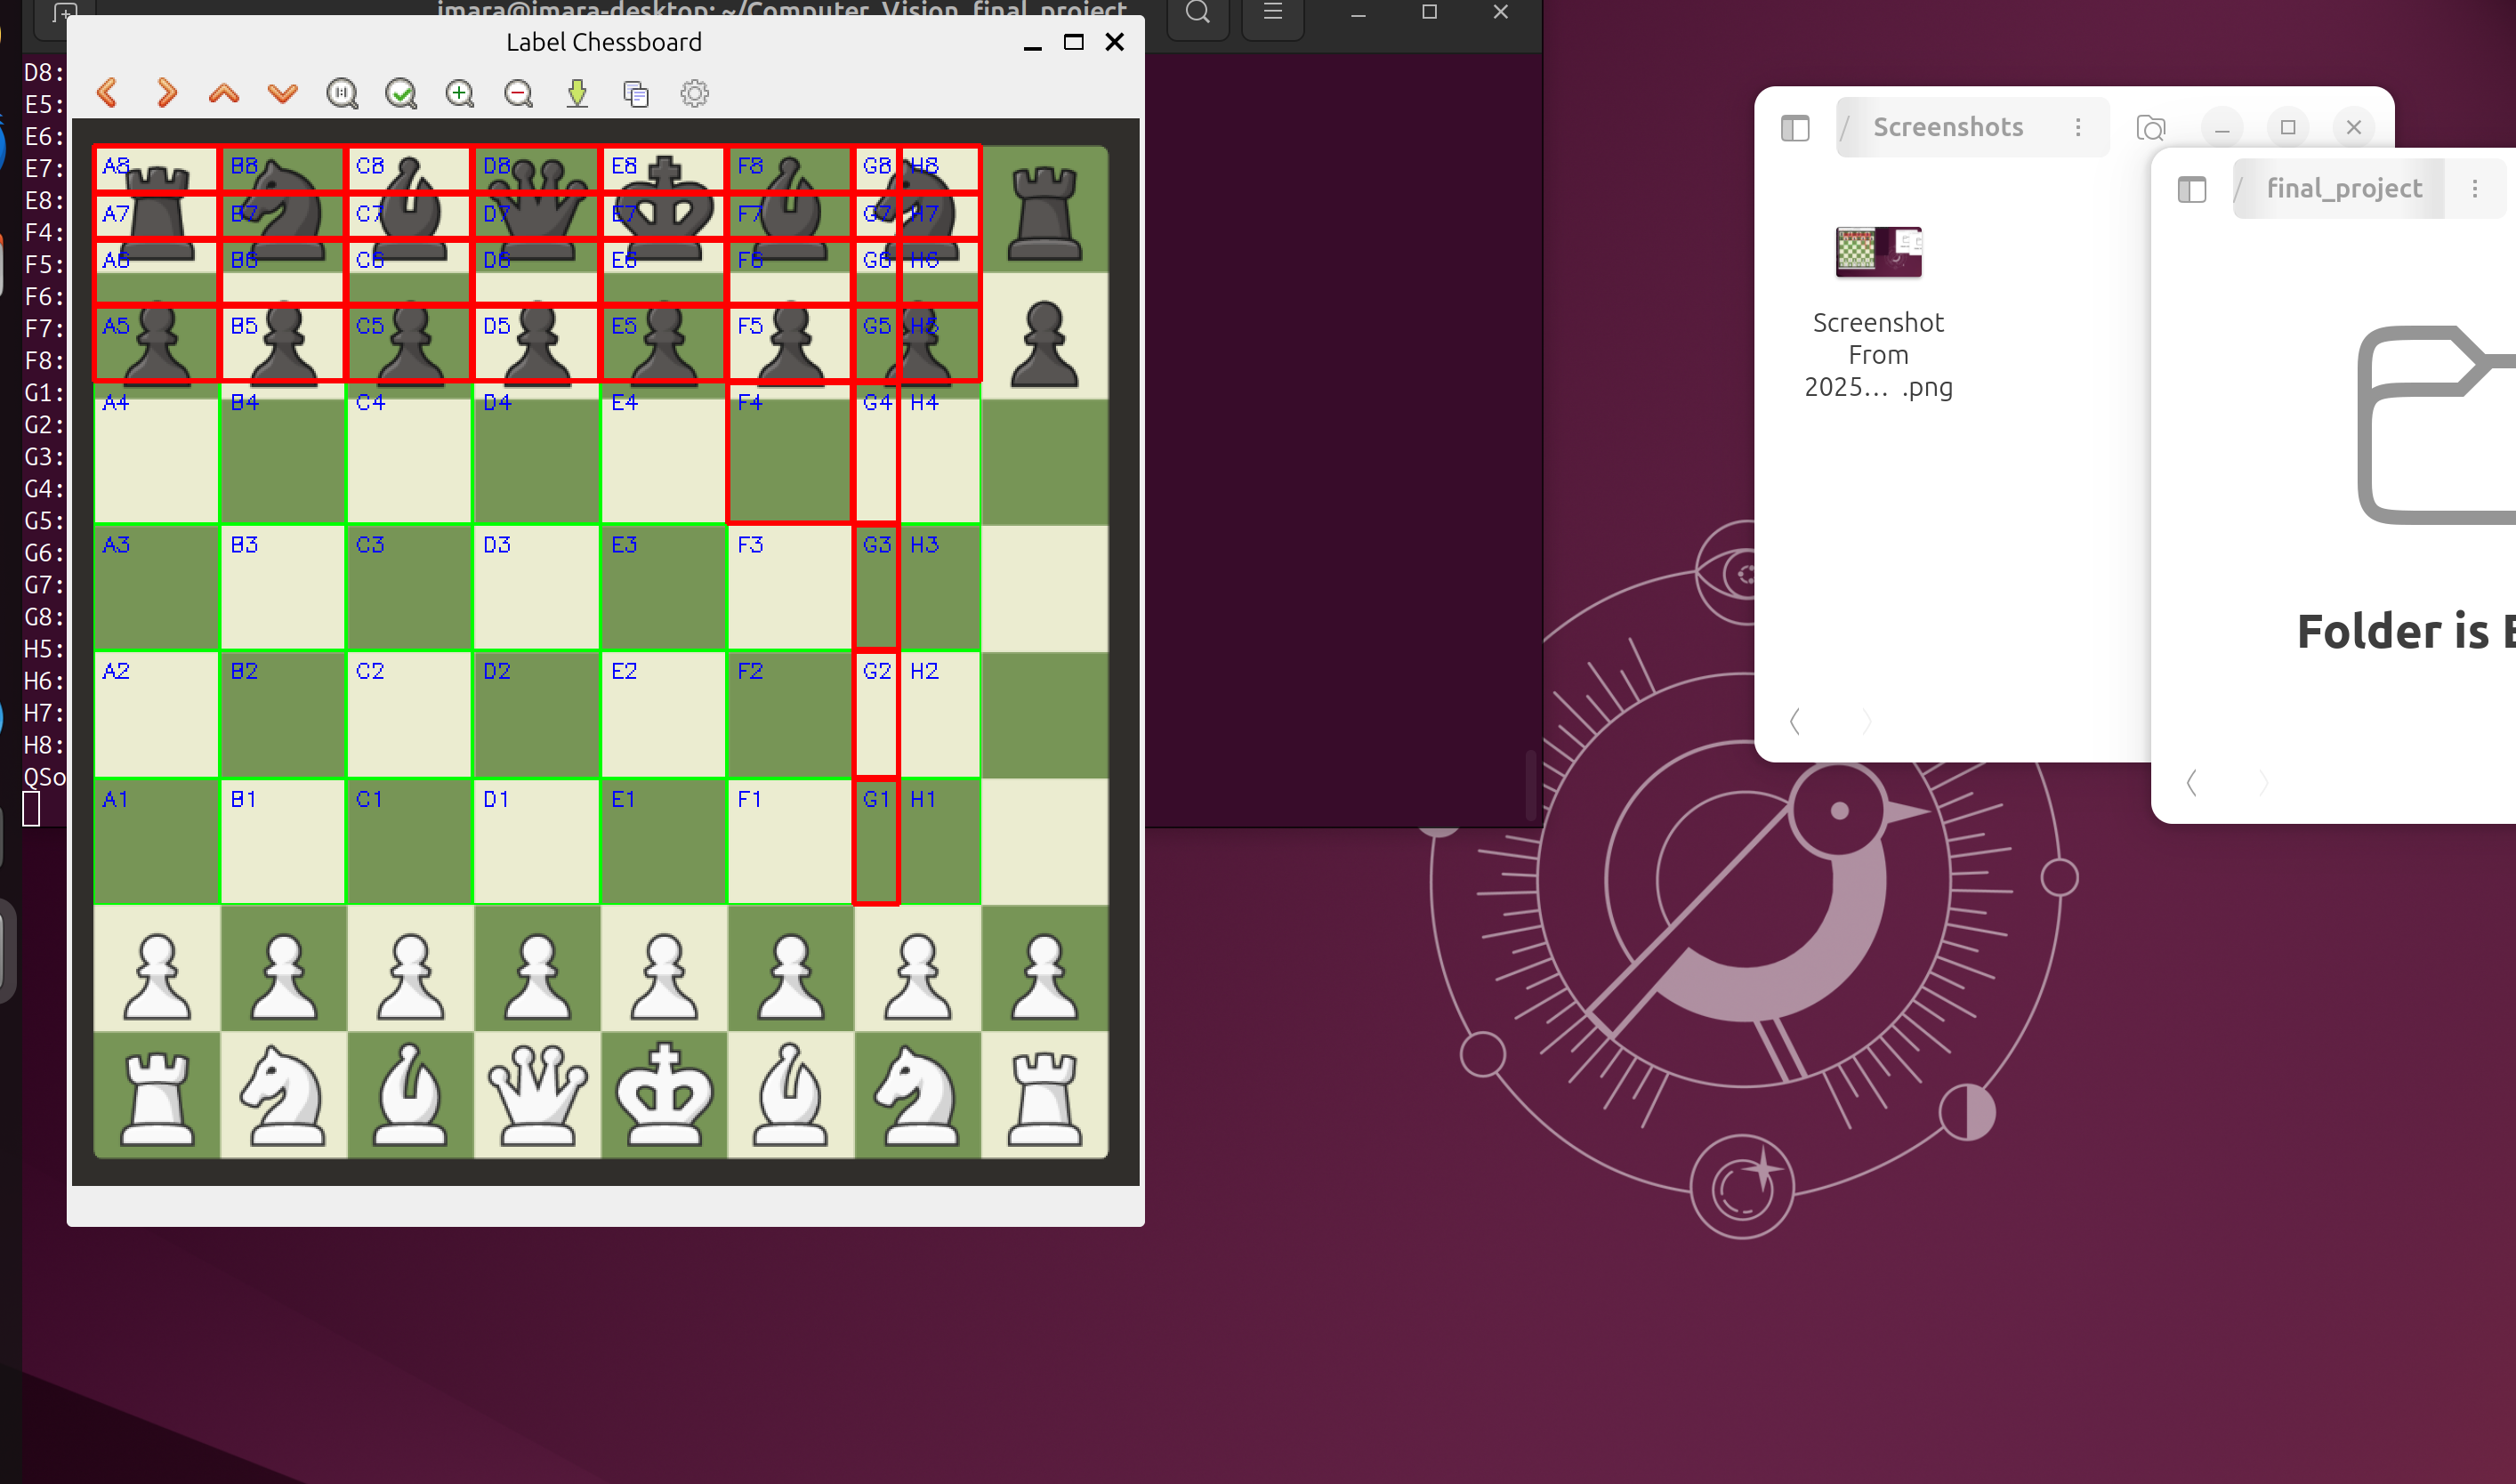 imara@imara-desktop: ~/Computer_Vision_final_project
Label Chessboard
D8:
E5:
E6:
E7:
E8:
F4:
F5:
F6:
F7:
F8:
G1:
G2:
G3:
G4:
G5:
G6:
G7:
G8:
H5:
H6:
H7:
H8:
QSo
A8 B8 C8 D8 E8 F8 G8 H8
A7 B7 C7 D7 E7 F7 G7 H7
A6 B6 C6 D6 E6 F6 G6 H6
A5 B5 C5 D5 E5 F5 G5 H5
A4 B4 C4 D4 E4 F4 G4 H4
A3 B3 C3 D3 E3 F3 G3 H3
A2 B2 C2 D2 E2 F2 G2 H2
A1 B1 C1 D1 E1 F1 G1 H1
/ Screenshots
Screenshot
From
2025… .png
/ final_project
Folder is E